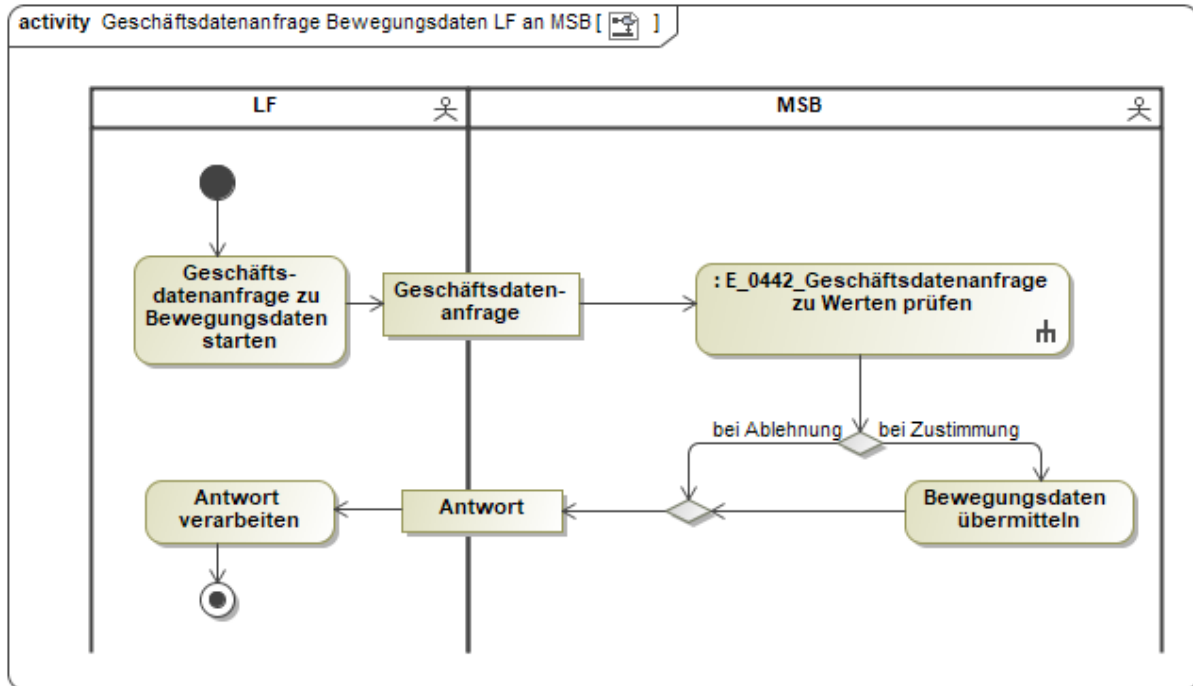 activity Geschäftsdatenanfrage Bewegungsdaten LF an MSB [ ]
LF
MSB
Geschäfts-
datenanfrage zu
Bewegungsdaten
starten
Geschäftsdaten-
anfrage
: E_0442_Geschäftsdatenanfrage
zu Werten prüfen
bei Ablehnung
bei Zustimmung
Antwort
verarbeiten
Antwort
Bewegungsdaten
übermitteln